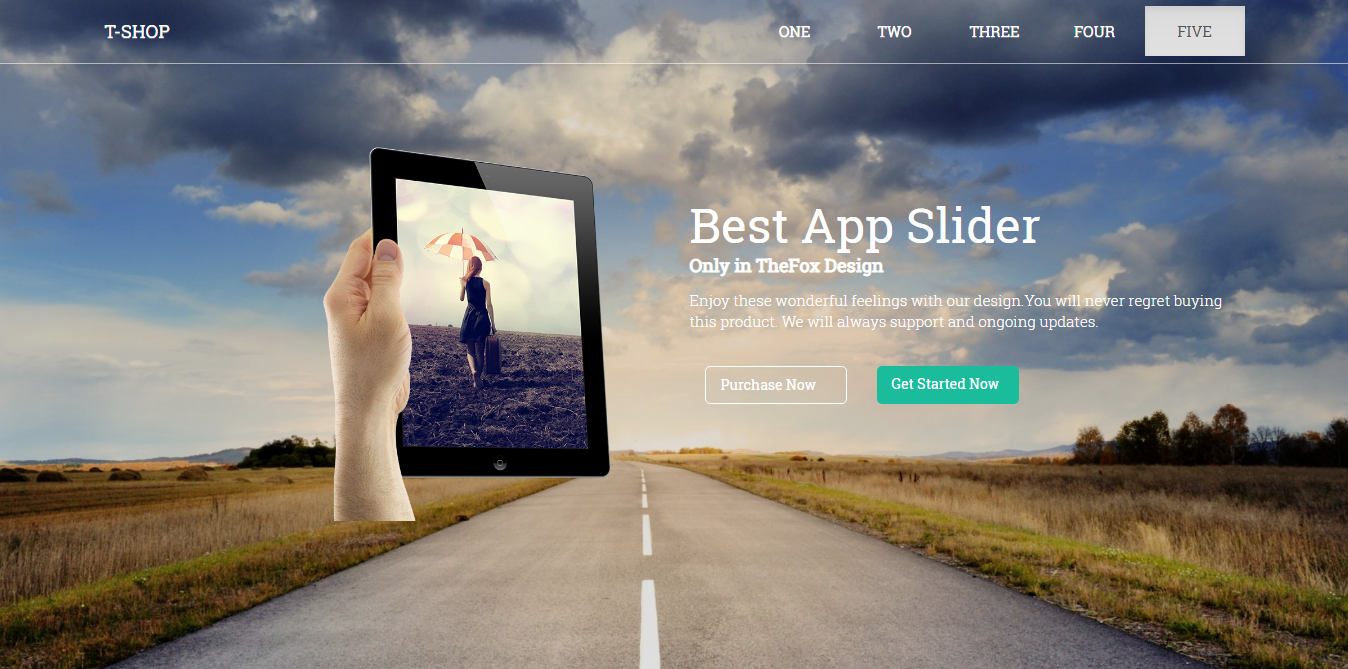 T-SHOP
ONE
TWO
THREE
FOUR
FIVE
Best App Slider
Only in TheFox Design
Enjoy these wonderful feelings with our design.You will never regret buying
this product. We will always support and ongoing updates.
Purchase Now
Get Started Now